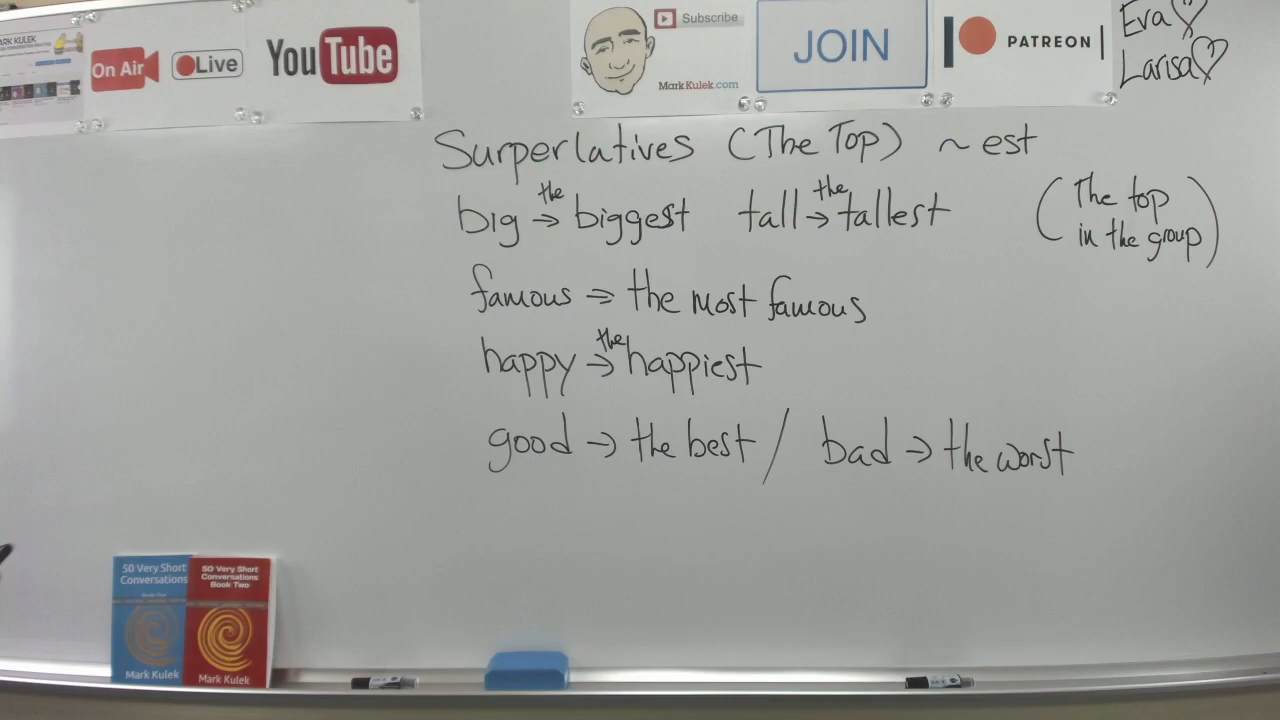 MARK KULEK
On Air
Live
YouTube
Subscribe
MarkKulek.com
JOIN
PATREON
Eva
Larisa
Surperlatives (The Top) ~est
big → the biggest tall → the tallest
(The top
in the group)
famous ⇒ the most famous
happy → the happiest
good → the best / bad → the worst
50 Very Short
Conversations
Mark Kulek
50 Very Short
Conversations
Book Two
Mark Kulek